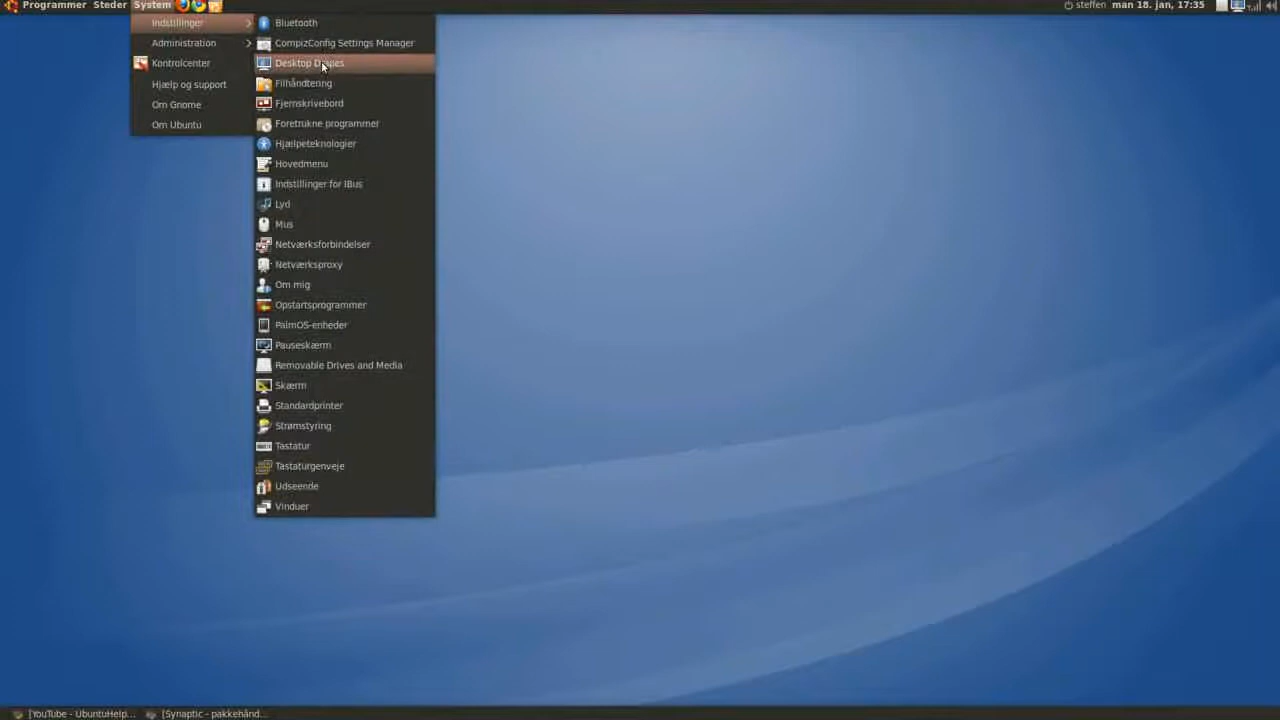 Programmer Steder System
steffen man 18. jan, 17:35
Indstillinger
Administration
Kontrolcenter
Hjælp og support
Om Gnome
Om Ubuntu
Bluetooth
CompizConfig Settings Manager
Desktop Drapes
Filhåndtering
Fjernskrivebord
Foretrukne programmer
Hjælpeteknologier
Hovedmenu
Indstillinger for IBus
Lyd
Mus
Netværksforbindelser
Netværksproxy
Om mig
Opstartsprogrammer
PalmOS-enheder
Pauseskærm
Removable Drives and Media
Skærm
Standardprinter
Strømstyring
Tastatur
Tastaturgenveje
Udseende
Vinduer
[YouTube - UbuntuHelp... [Synaptic - pakkehånd...